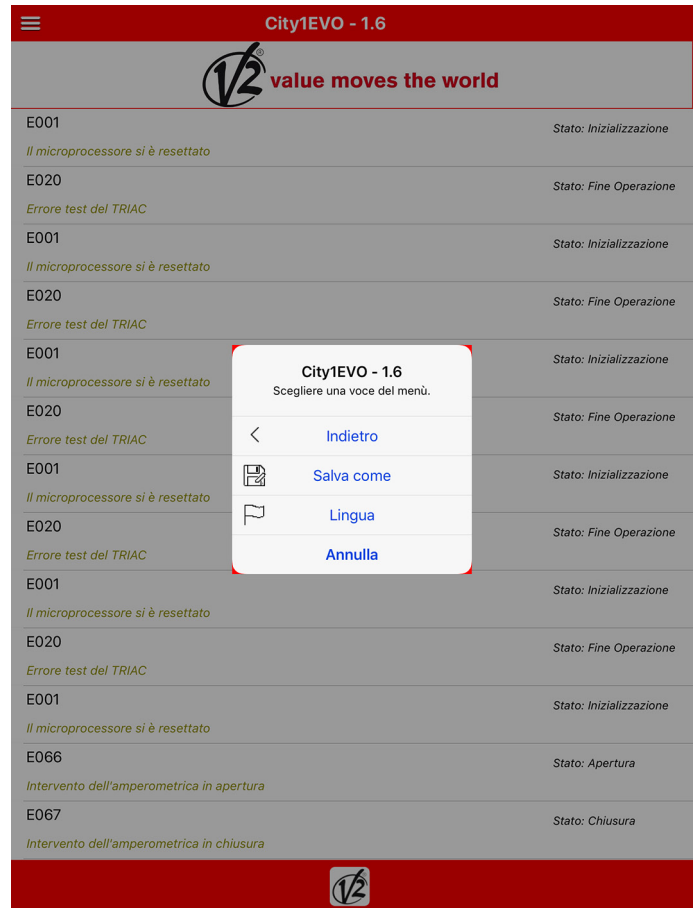 City1EVO - 1.6
V2® value moves the world
E001
Stato: Inizializzazione
Il microprocessore si è resettato
E020
Stato: Fine Operazione
Errore test del TRIAC
E001
Stato: Inizializzazione
Il microprocessore si è resettato
E020
Stato: Fine Operazione
Errore test del TRIAC
E001
Stato: Inizializzazione
Il microprocessore si è resettato
E020
Stato: Fine Operazione
Errore test del TRIAC
E001
Stato: Inizializzazione
Il microprocessore si è resettato
E020
Stato: Fine Operazione
Errore test del TRIAC
E001
Stato: Inizializzazione
Il microprocessore si è resettato
E020
Stato: Fine Operazione
Errore test del TRIAC
E001
Stato: Inizializzazione
Il microprocessore si è resettato
E066
Stato: Apertura
Intervento dell'amperometrica in apertura
E067
Stato: Chiusura
Intervento dell'amperometrica in chiusura
City1EVO - 1.6
Scegliere una voce del menù.
Indietro
Salva come
Lingua
Annulla
V2